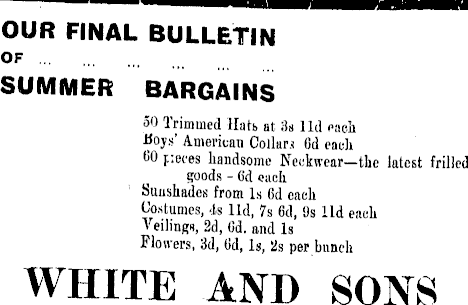 OUR FINAL BULLETIN
OF ... ... ... ... ... ...
SUMMER BARGAINS
50 Trimmed Hats at 3s 11d each
Boys' American Collars 6d each
60 pieces handsome Neckwear—the latest frilled
goods - 6d each
Sunshades from 1s 6d each
Costumes, 4s 11d, 7s 6d, 9s 11d each
Veilings, 2d, 6d. and 1s
Flowers, 3d, 6d, 1s, 2s per bunch
WHITE AND SONS